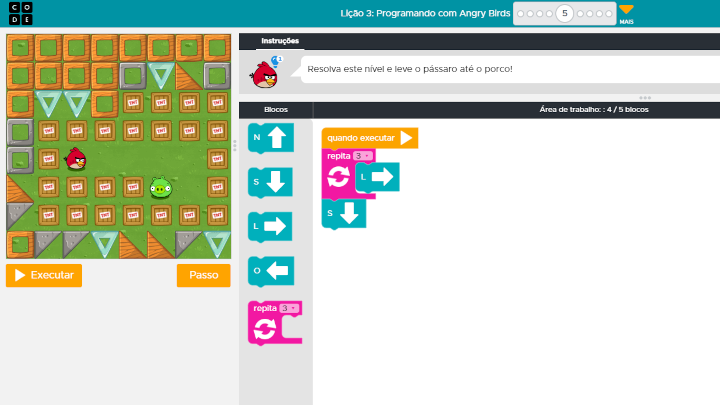 C O
D E
Lição 3: Programando com Angry Birds
5
MAIS
Instruções
Resolva este nível e leve o pássaro até o porco!
Blocos
Área de trabalho: : 4 / 5 blocos
N
S
L
O
repita 3
quando executar
repita 3
L
S
TNT
Executar
Passo